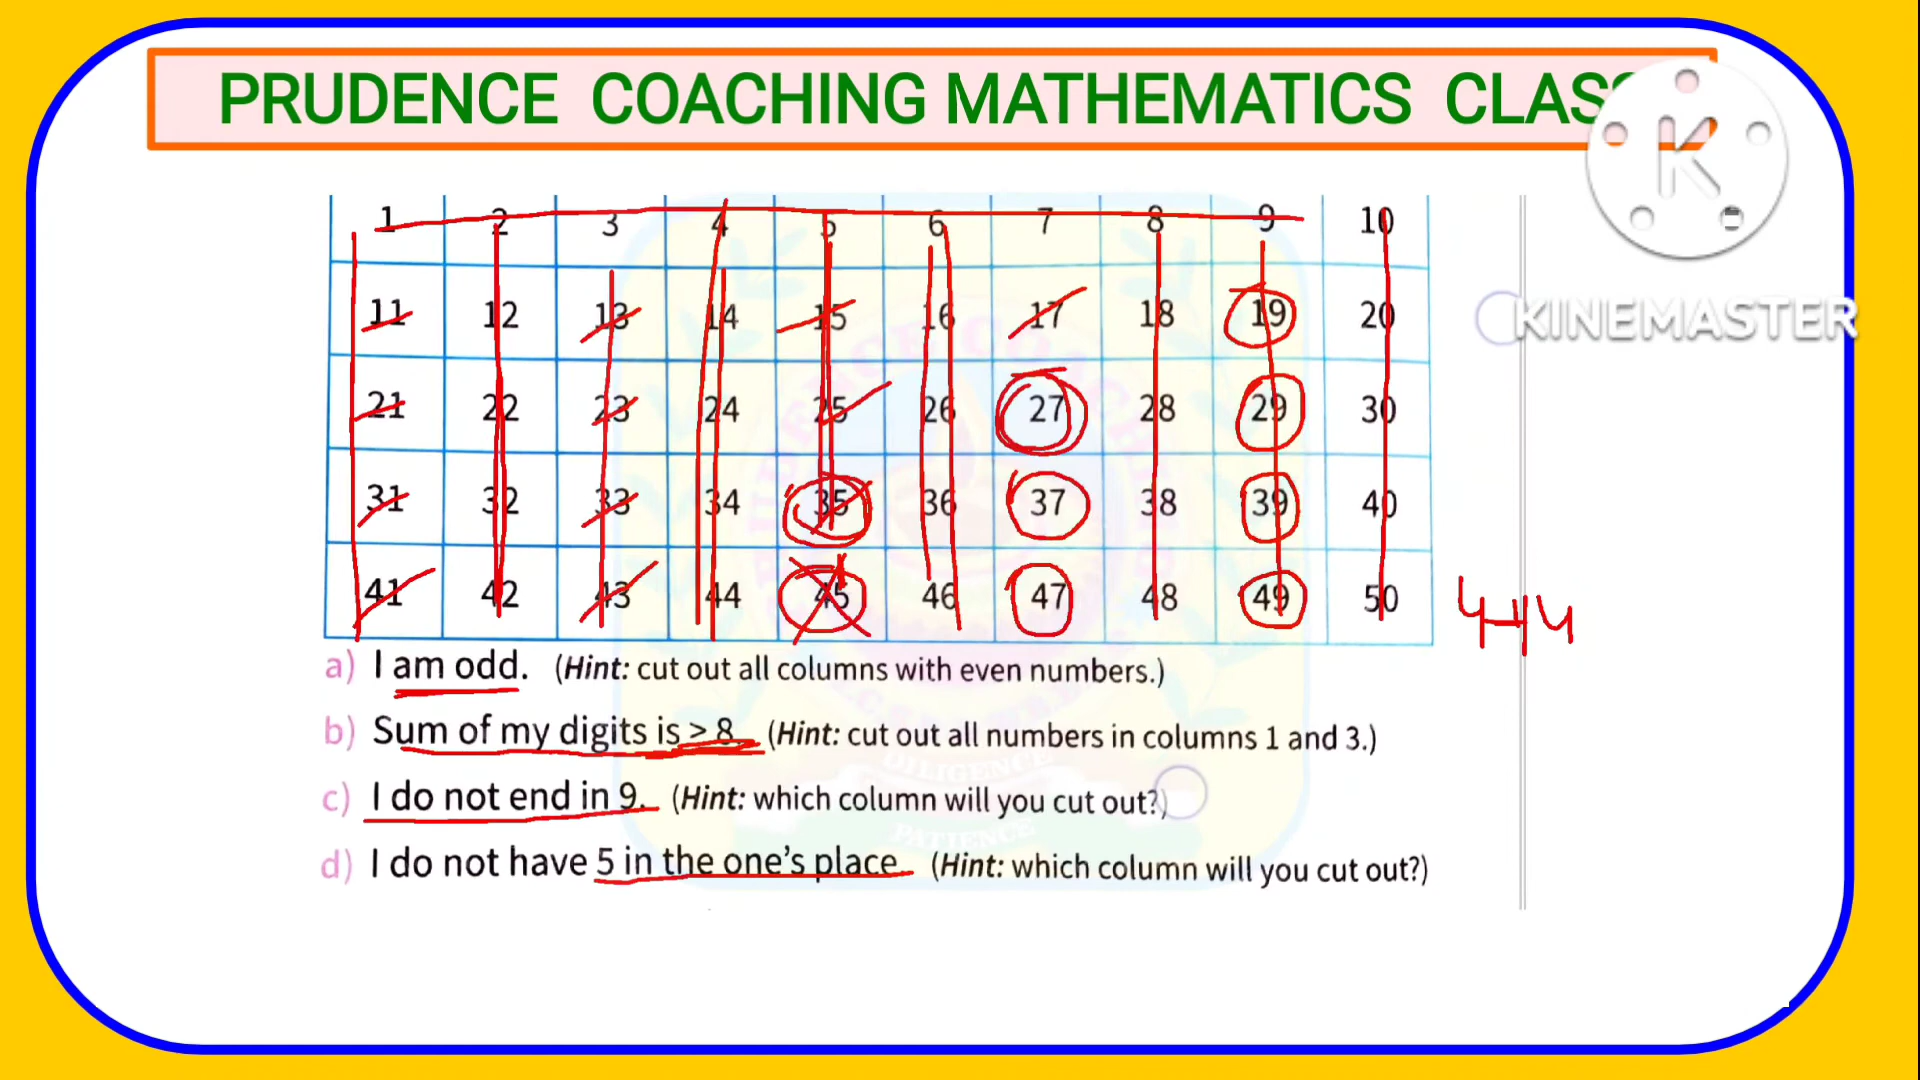 PRUDENCE COACHING MATHEMATICS CLASS
K
KINEMASTER
1 2 3 4 5 6 7 8 9 10
11 12 13 14 15 16 17 18 19 20
21 22 23 24 25 26 27 28 29 30
31 32 33 34 35 36 37 38 39 40
41 42 43 44 45 46 47 48 49 50
4+4
a) I am odd. (Hint: cut out all columns with even numbers.)
b) Sum of my digits is > 8. (Hint: cut out all numbers in columns 1 and 3.)
DILIGENCE
c) I do not end in 9. (Hint: which column will you cut out?)
PATIENCE
d) I do not have 5 in the one's place. (Hint: which column will you cut out?)